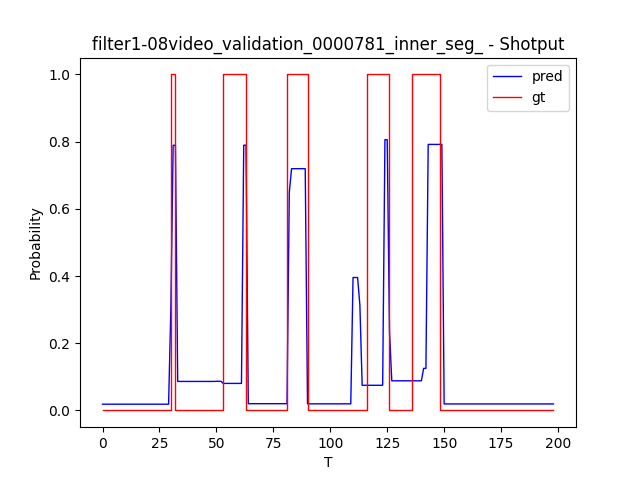 filter1-08video_validation_0000781_inner_seg_ - Shotput
pred
gt
1.0
0.8
0.6
0.4
0.2
0.0
Probability
0 25 50 75 100 125 150 175 200
T